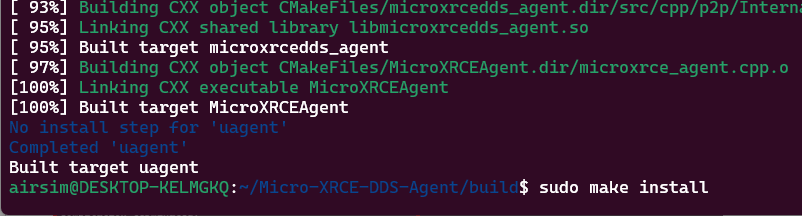 [ 93%] Building CXX object CMakeFiles/microxrcedds_agent.dir/src/cpp/p2p/Interna
[ 95%] Linking CXX shared library libmicroxrcedds_agent.so
[ 95%] Built target microxrcedds_agent
[ 97%] Building CXX object CMakeFiles/MicroXRCEAgent.dir/microxrce_agent.cpp.o
[100%] Linking CXX executable MicroXRCEAgent
[100%] Built target MicroXRCEAgent
No install step for 'uagent'
Completed 'uagent'
Built target uagent
airsim@DESKTOP-KELMGKQ:~/Micro-XRCE-DDS-Agent/build$ sudo make install